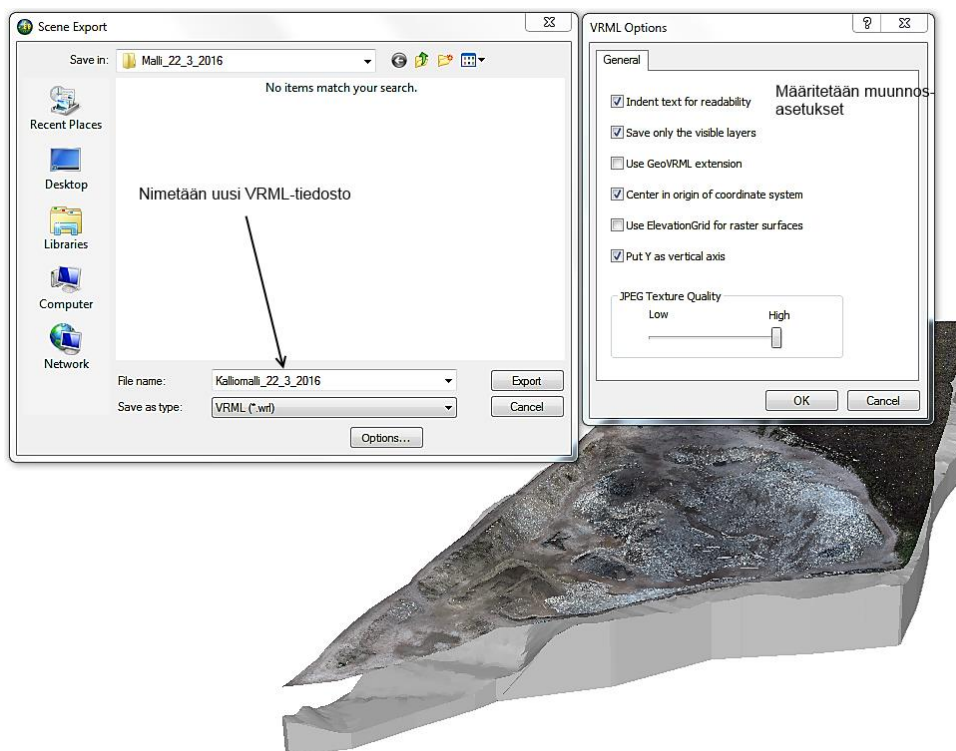 Scene Export
Save in:
Malli_22_3_2016
No items match your search.
Recent Places
Desktop
Libraries
Computer
Network
Nimetään uusi VRML-tiedosto
File name:
Kalliomalli_22_3_2016
Export
Save as type:
VRML (*.wrl)
Cancel
Options...
VRML Options
General
Määritetään muunnos-
asetukset
Indent text for readability
Save only the visible layers
Use GeoVRML extension
Center in origin of coordinate system
Use ElevationGrid for raster surfaces
Put Y as vertical axis
JPEG Texture Quality
Low High
OK Cancel